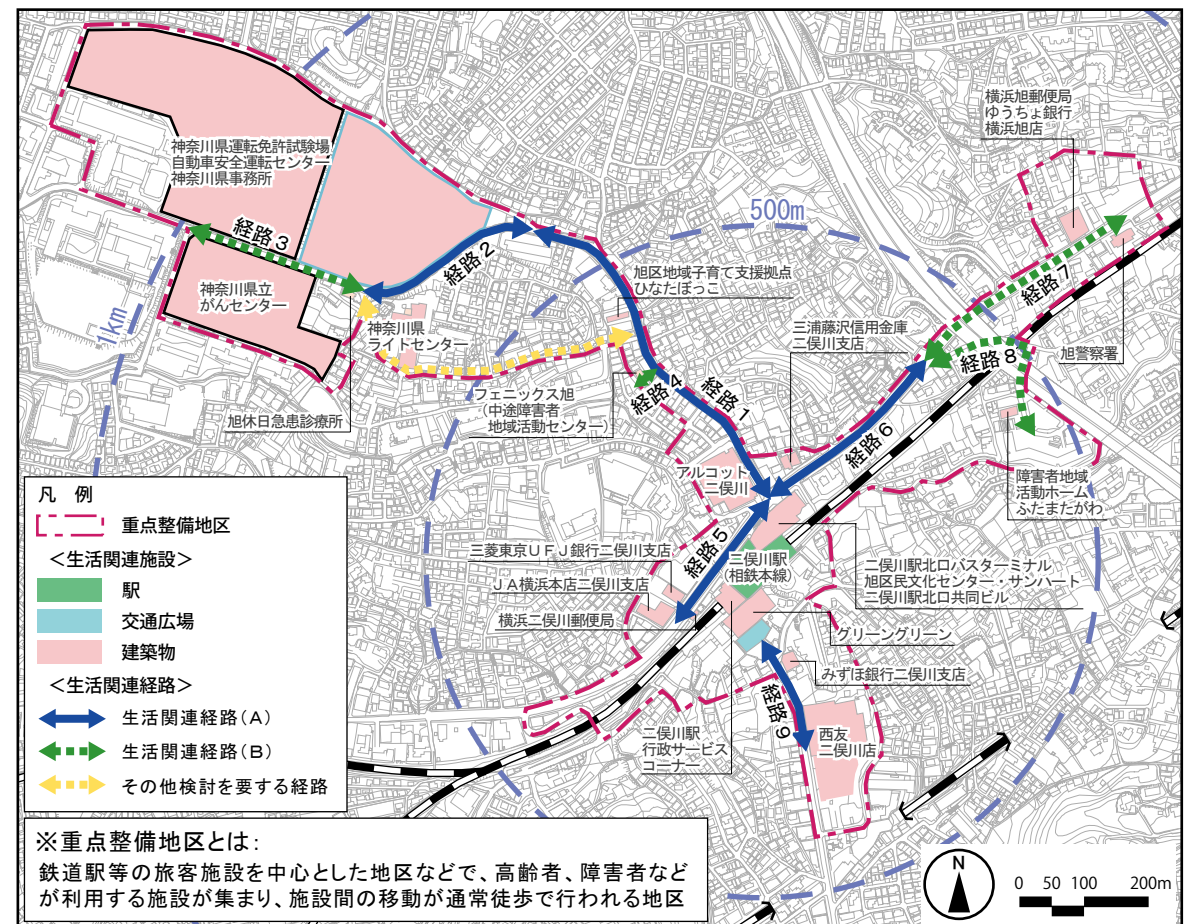 横浜旭郵便局
ゆうちょ銀行
横浜旭店
神奈川県運転免許試験場
自動車安全運転センター
神奈川県事務所
500m
経路3
経路2
経路7
旭区地域子育て支援拠点
ひなたぼっこ
神奈川県立
がんセンター
1km
神奈川県
ライトセンター
三浦藤沢信用金庫
二俣川支店
旭警察署
経路8
フェニックス旭
(中途障害者
地域活動センター)
経路4
経路1
旭休日急患診療所
経路6
アルコット
二俣川
障害者地域
活動ホーム
ふたまたがわ
凡 例
重点整備地区
<生活関連施設>
駅
交通広場
建築物
<生活関連経路>
生活関連経路(A)
生活関連経路(B)
その他検討を要する経路
三菱東京UFJ銀行二俣川支店
経路5
二俣川駅
(相鉄本線)
二俣川駅北口バスターミナル
旭区民文化センター・サンハート
二俣川駅北口共同ビル
JA横浜本店二俣川支店
横浜二俣川郵便局
グリーングリーン
みずほ銀行二俣川支店
経路9
二俣川駅
行政サービス
コーナー
西友
二俣川店
※重点整備地区とは:
鉄道駅等の旅客施設を中心とした地区などで、高齢者、障害者など
が利用する施設が集まり、施設間の移動が通常徒歩で行われる地区
N
0 50 100 200m